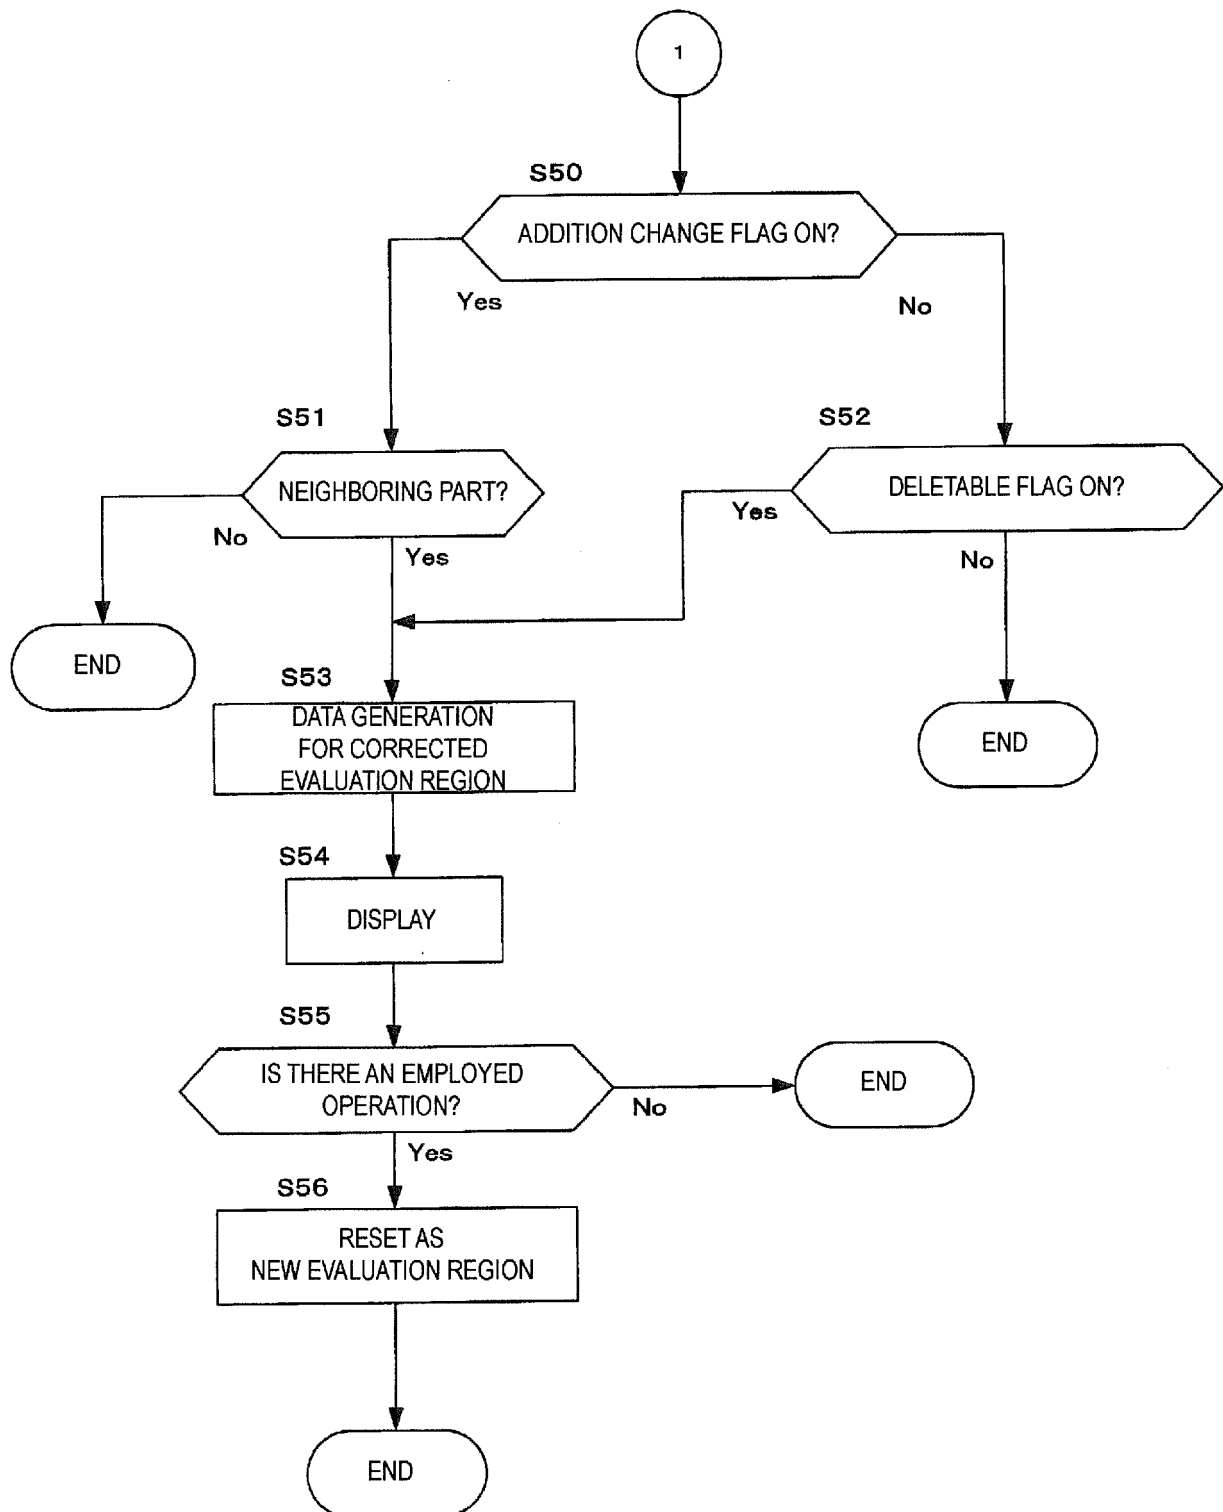 1
S50
ADDITION CHANGE FLAG ON?
Yes
No
S51
S52
NEIGHBORING PART?
DELETABLE FLAG ON?
No
Yes
Yes
No
END
S53
DATA GENERATION
FOR CORRECTED
EVALUATION REGION
END
S54
DISPLAY
S55
IS THERE AN EMPLOYED
OPERATION?
No
END
Yes
S56
RESET AS
NEW EVALUATION REGION
END